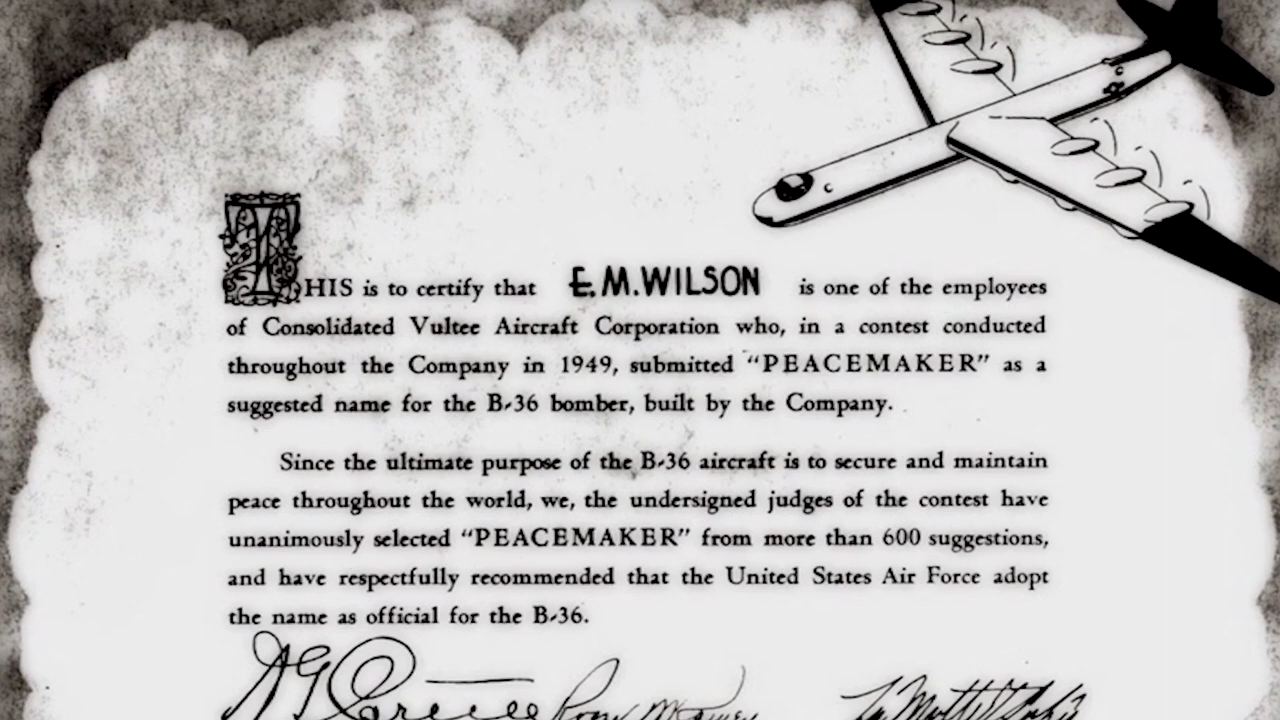 THIS is to certify that E.M.WILSON is one of the employees
of Consolidated Vultee Aircraft Corporation who, in a contest conducted
throughout the Company in 1949, submitted "PEACEMAKER" as a
suggested name for the B-36 bomber, built by the Company.
Since the ultimate purpose of the B-36 aircraft is to secure and maintain
peace throughout the world, we, the undersigned judges of the contest have
unanimously selected "PEACEMAKER" from more than 600 suggestions,
and have respectfully recommended that the United States Air Force adopt
the name as official for the B-36.